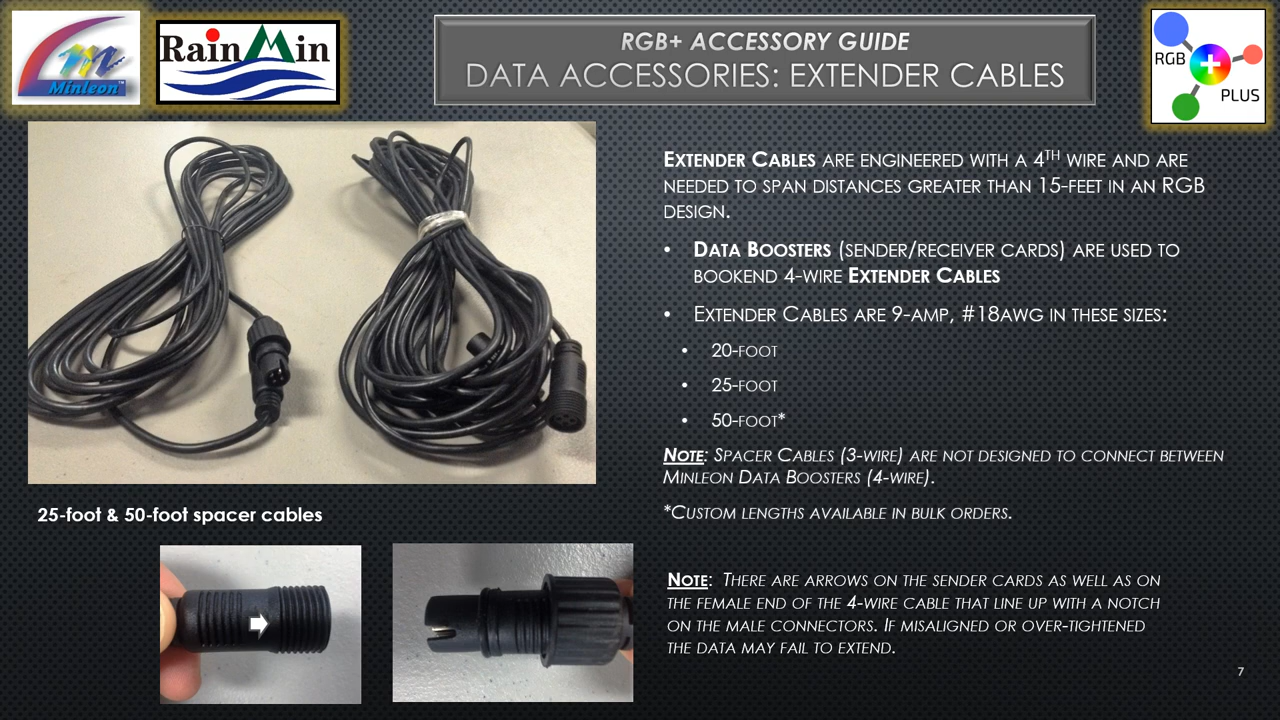 Minleon™
RainMin
RGB+ ACCESSORY GUIDE
DATA ACCESSORIES: EXTENDER CABLES
RGB
PLUS
EXTENDER CABLES ARE ENGINEERED WITH A 4TH WIRE AND ARE
NEEDED TO SPAN DISTANCES GREATER THAN 15-FEET IN AN RGB
DESIGN.
• DATA BOOSTERS (SENDER/RECEIVER CARDS) ARE USED TO
BOOKEND 4-WIRE EXTENDER CABLES
• EXTENDER CABLES ARE 9-AMP, #18AWG IN THESE SIZES:
• 20-FOOT
• 25-FOOT
• 50-FOOT*
NOTE: SPACER CABLES (3-WIRE) ARE NOT DESIGNED TO CONNECT BETWEEN
MINLEON DATA BOOSTERS (4-WIRE).
*CUSTOM LENGTHS AVAILABLE IN BULK ORDERS.
25-foot & 50-foot spacer cables
NOTE: THERE ARE ARROWS ON THE SENDER CARDS AS WELL AS ON
THE FEMALE END OF THE 4-WIRE CABLE THAT LINE UP WITH A NOTCH
ON THE MALE CONNECTORS. IF MISALIGNED OR OVER-TIGHTENED
THE DATA MAY FAIL TO EXTEND.
7